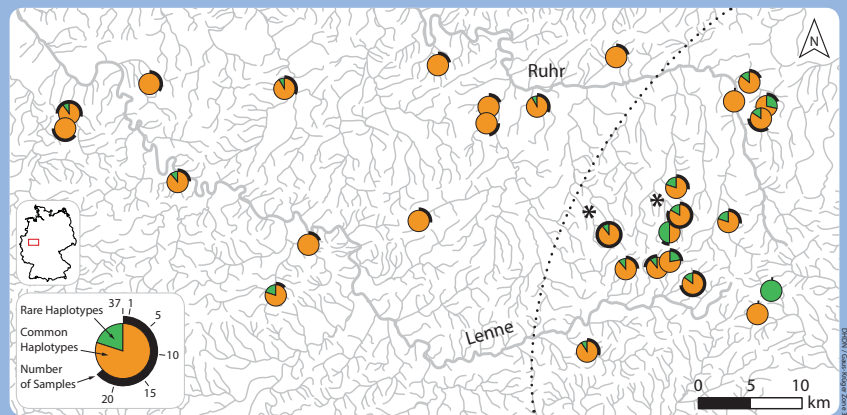 N
Ruhr
*
*
Lenne
37 1
Rare Haplotypes
5
Common
Haplotypes
10
Number
of Samples
15
20
0 5 10
km